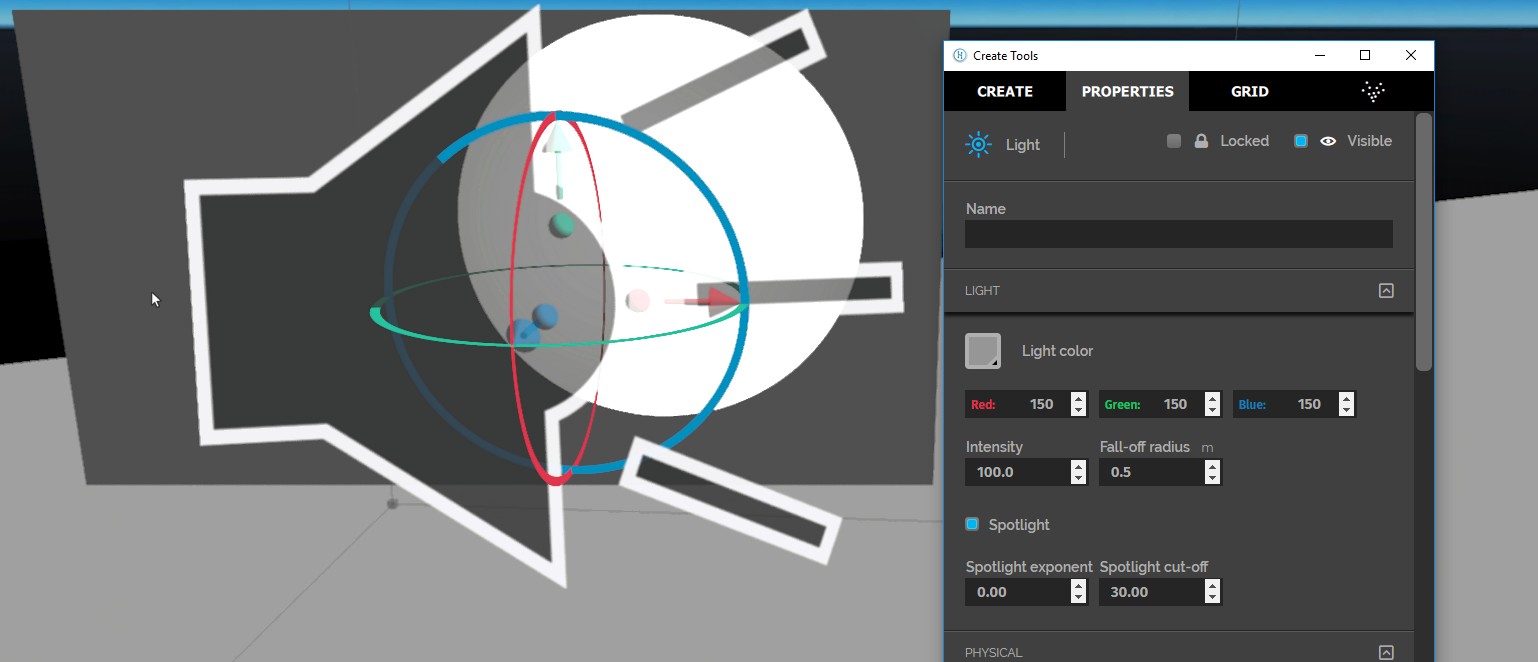 Create Tools
CREATE PROPERTIES GRID
Light Locked Visible
Name
LIGHT
Light color
Red: 150 Green: 150 Blue: 150
Intensity Fall-off radius m
100.0 0.5
Spotlight
Spotlight exponent Spotlight cut-off
0.00 30.00
PHYSICAL